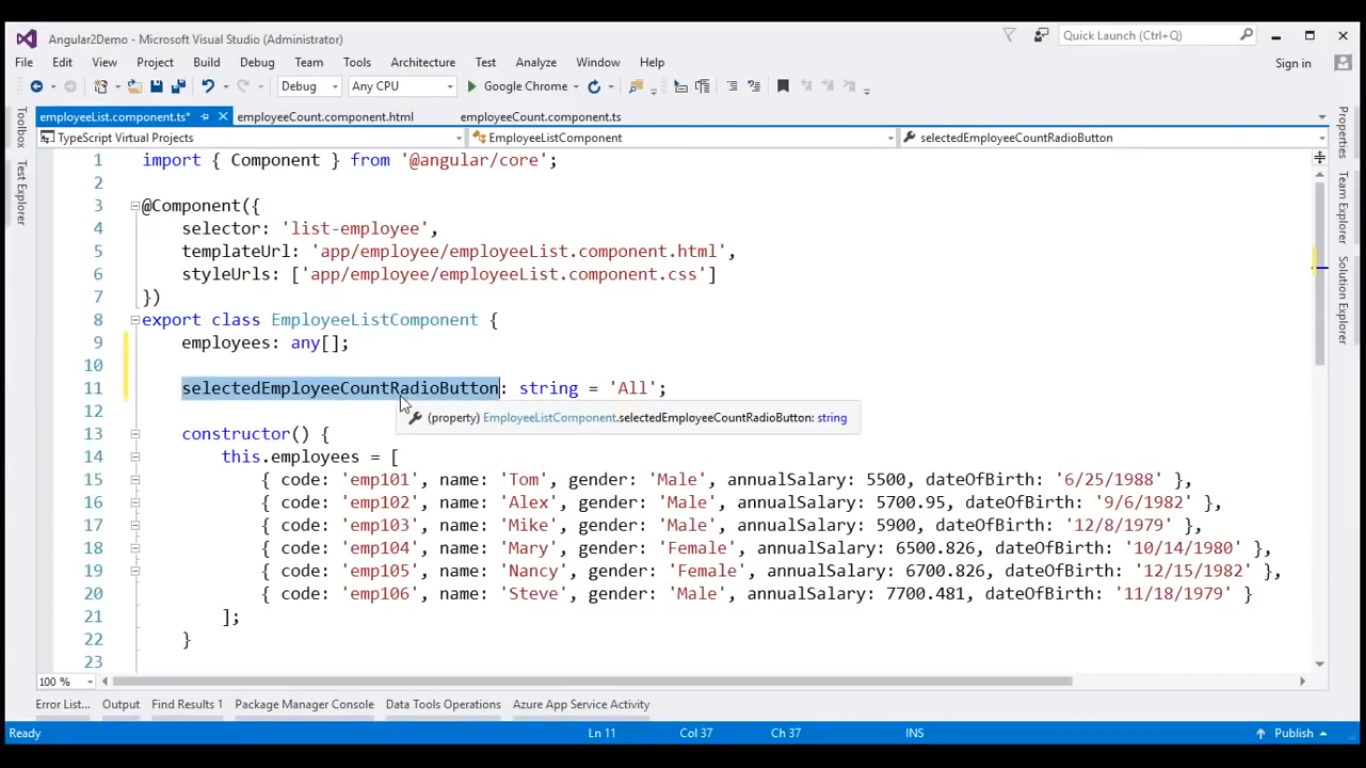 Angular2Demo - Microsoft Visual Studio (Administrator)
Quick Launch (Ctrl+Q)
File Edit View Project Build Debug Team Tools Architecture Test Analyze Window Help
Sign in
Debug Any CPU Google Chrome
employeeList.component.ts* employeeCount.component.html employeeCount.component.ts
TypeScript Virtual Projects EmployeeListComponent selectedEmployeeCountRadioButton
Toolbox
Test Explorer
1 import { Component } from '@angular/core';
2
3 @Component({
4 selector: 'list-employee',
5 templateUrl: 'app/employee/employeeList.component.html',
6 styleUrls: ['app/employee/employeeList.component.css']
7 })
8 export class EmployeeListComponent {
9 employees: any[];
10
11 selectedEmployeeCountRadioButton: string = 'All';
(property) EmployeeListComponent.selectedEmployeeCountRadioButton: string
12
13 constructor() {
14 this.employees = [
15 { code: 'emp101', name: 'Tom', gender: 'Male', annualSalary: 5500, dateOfBirth: '6/25/1988' },
16 { code: 'emp102', name: 'Alex', gender: 'Male', annualSalary: 5700.95, dateOfBirth: '9/6/1982' },
17 { code: 'emp103', name: 'Mike', gender: 'Male', annualSalary: 5900, dateOfBirth: '12/8/1979' },
18 { code: 'emp104', name: 'Mary', gender: 'Female', annualSalary: 6500.826, dateOfBirth: '10/14/1980' },
19 { code: 'emp105', name: 'Nancy', gender: 'Female', annualSalary: 6700.826, dateOfBirth: '12/15/1982' },
20 { code: 'emp106', name: 'Steve', gender: 'Male', annualSalary: 7700.481, dateOfBirth: '11/18/1979' }
21 ];
22 }
23
Properties
Team Explorer
Solution Explorer
100 %
Error List... Output Find Results 1 Package Manager Console Data Tools Operations Azure App Service Activity
Ready Ln 11 Col 37 Ch 37 INS Publish